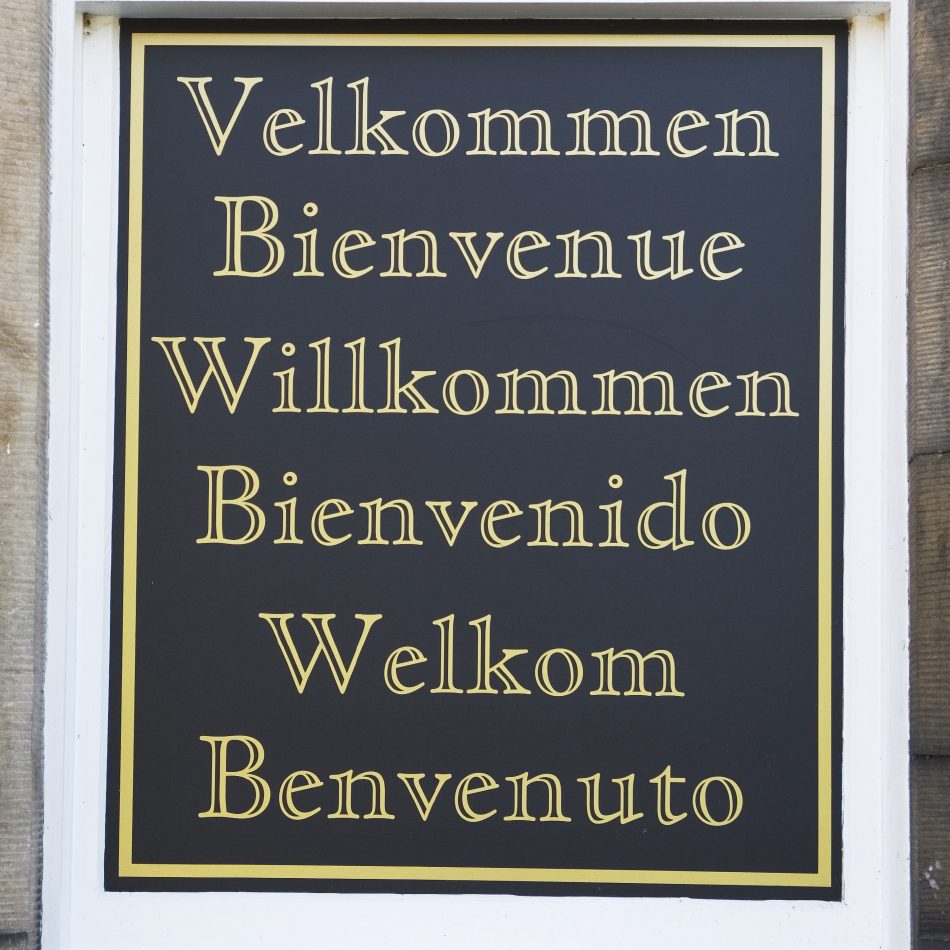 Velkommen
Bienvenue
Willkommen
Bienvenido
Welkom
Benvenuto